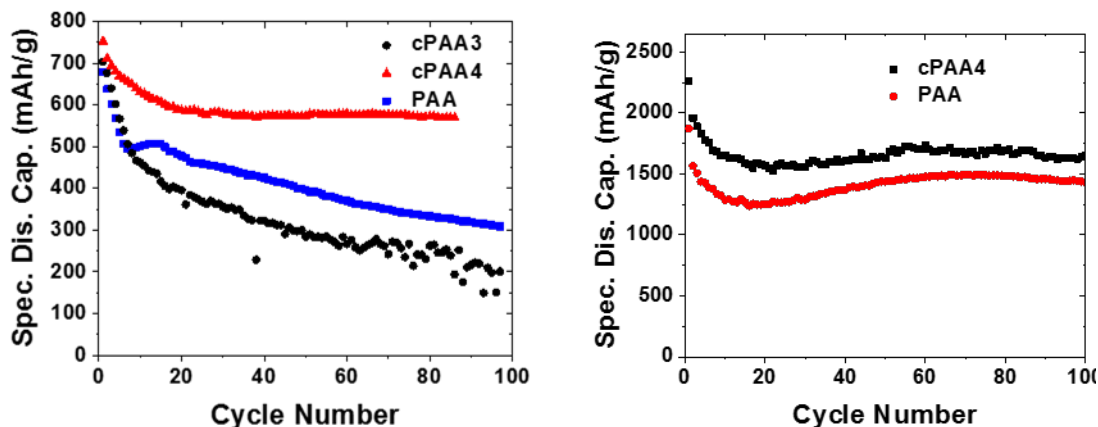 Spec. Dis. Cap. (mAh/g)
800
700
600
500
400
300
200
100
0
cPAA3
cPAA4
PAA
0 20 40 60 80 100
Cycle Number
Spec. Dis. Cap. (mAh/g)
2500
2000
1500
1000
500
0
cPAA4
PAA
0 20 40 60 80 100
Cycle Number